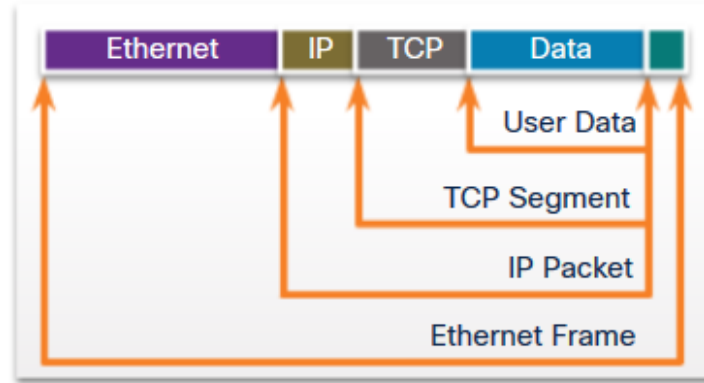 Ethernet IP TCP Data
User Data
TCP Segment
IP Packet
Ethernet Frame